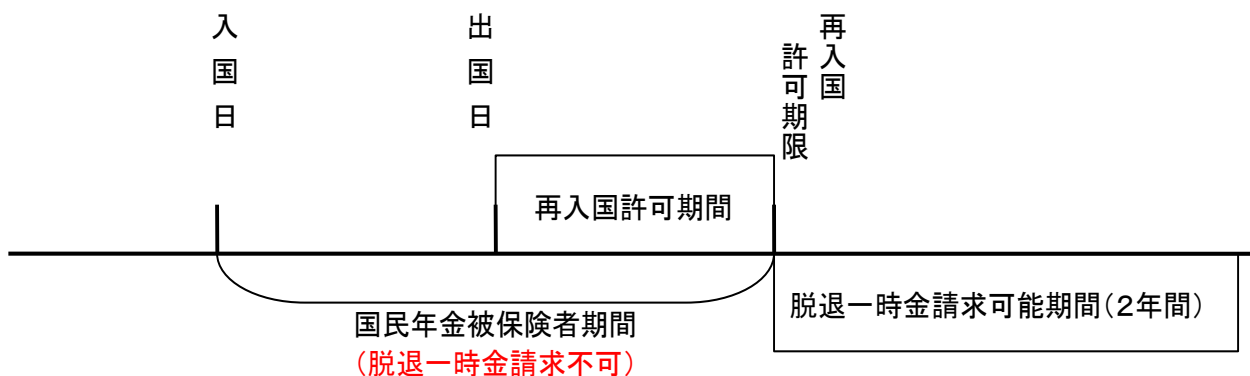 入国日
出国日
再入国
許可期限
再入国許可期間
国民年金被保険者期間
（脱退一時金請求不可）
脱退一時金請求可能期間（２年間）